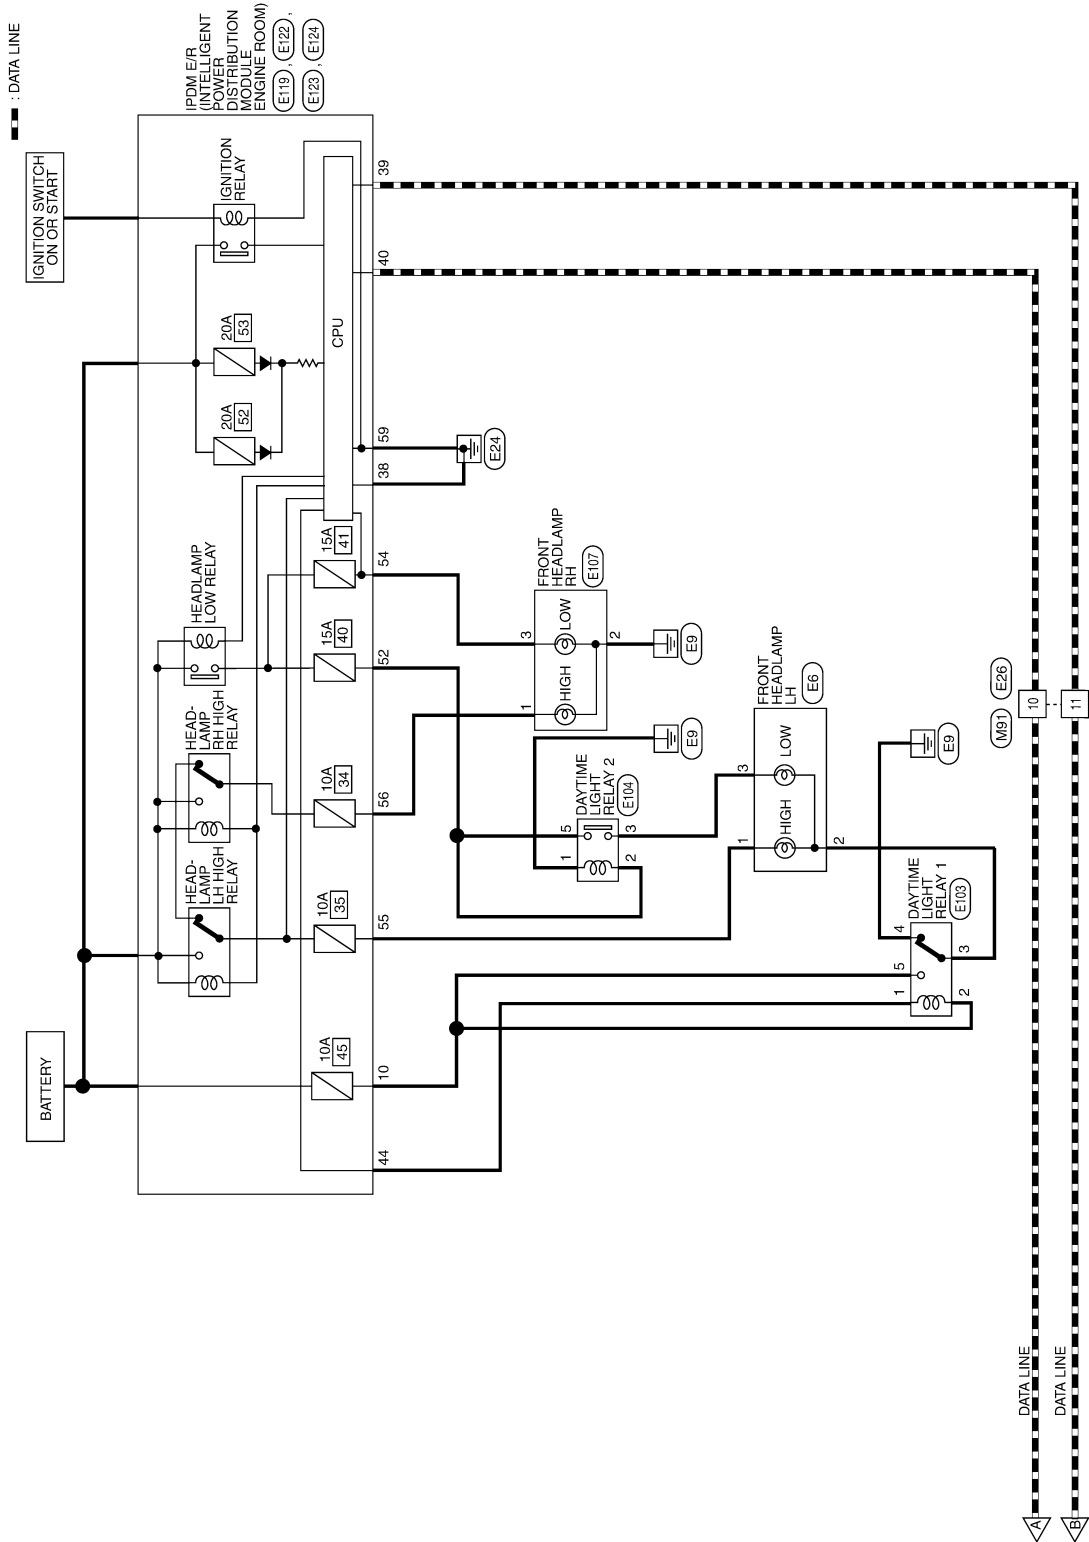 : DATA LINE
IGNITION SWITCH
ON OR START
BATTERY
IPDM E/R
(INTELLIGENT
POWER
DISTRIBUTION
MODULE
ENGINE ROOM)
E119 , E122 ,
E123 , E124
IGNITION
RELAY
20A
53
20A
52
CPU
HEADLAMP
LOW RELAY
HEAD-
LAMP
RH HIGH
RELAY
HEAD-
LAMP
LH HIGH
RELAY
15A
41
15A
40
10A
34
10A
35
10A
45
39
40
59
38
54
52
56
55
10
44
E24
FRONT
HEADLAMP
RH
E107
3
1
LOW
HIGH
2
E9
E9
DAYTIME
LIGHT
RELAY 2
E104
5
1
3
2
FRONT
HEADLAMP
LH
E6
3
1
LOW
HIGH
2
E9
DAYTIME
LIGHT
RELAY 1
E103
4
5
1
3
2
M91
E26
10
11
DATA LINE
DATA LINE
A
B